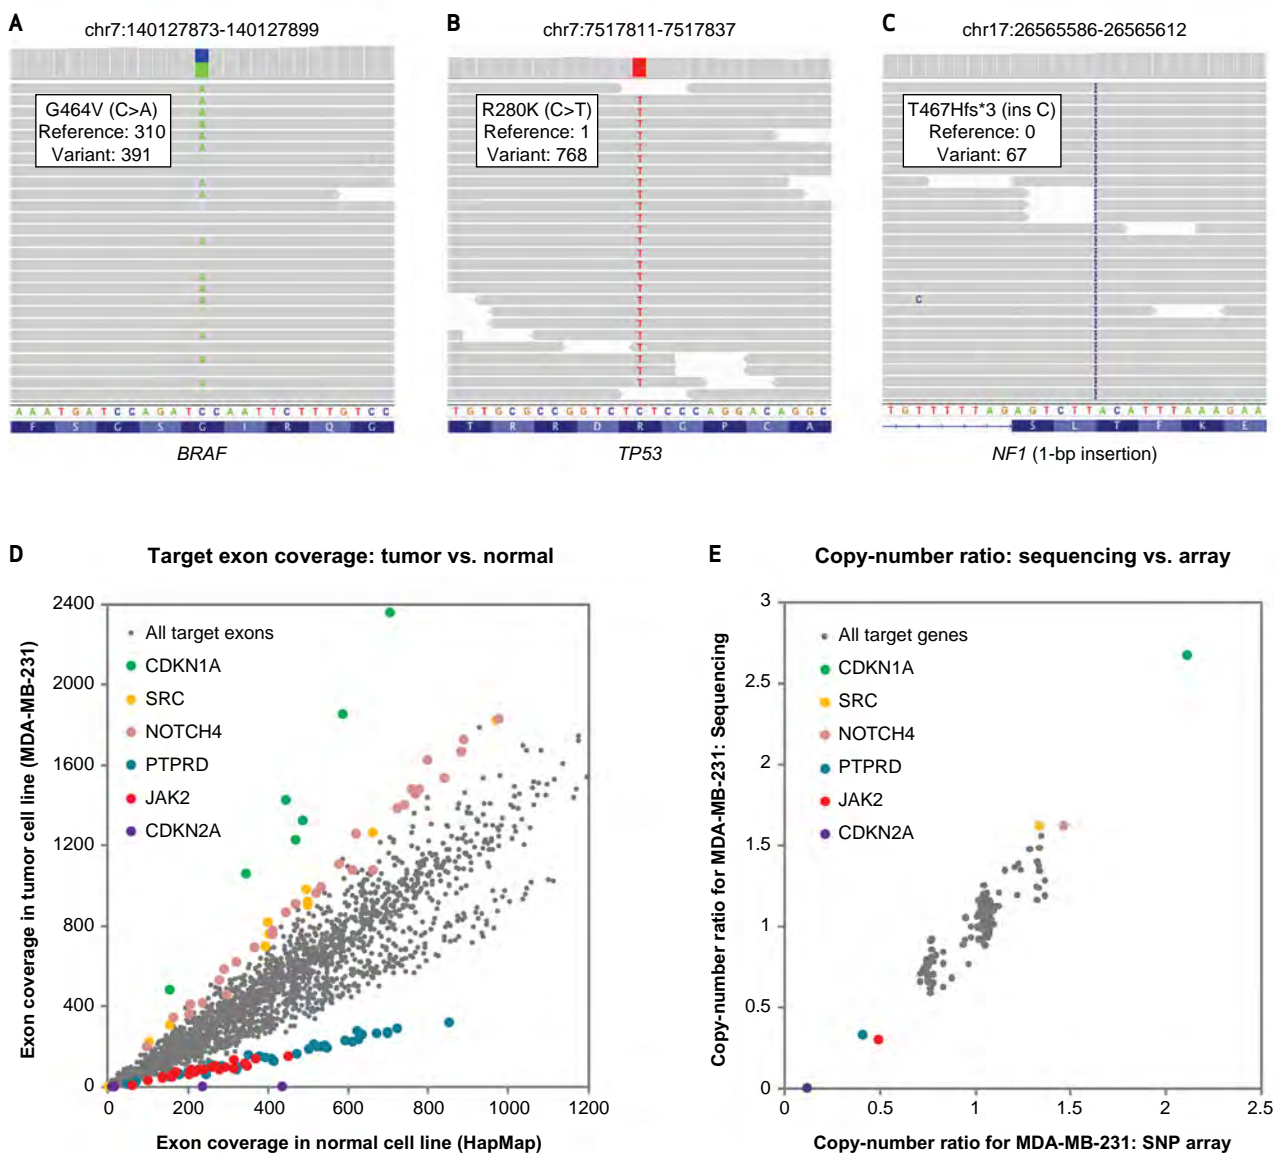 A
chr7:140127873-140127899
G464V (C>A)
Reference: 310
Variant: 391
A A A T G A T C C A G A T C C A A T T C T T T G T C C
F S G S G I R Q G
BRAF
B
chr7:7517811-7517837
R280K (C>T)
Reference: 1
Variant: 768
T G T G C G C C G G T C T C T C C C A G G A C A G G C
T R R D R G P C A
TP53
C
chr17:26565586-26565612
T467Hfs*3 (ins C)
Reference: 0
Variant: 67
C
T G T T T T T A G A G T C T T A C A T T T A A A G A A
S L T F K E
NF1 (1-bp insertion)
D
Target exon coverage: tumor vs. normal
Exon coverage in tumor cell line (MDA-MB-231)
2400
2000
1600
1200
800
400
0
All target exons
CDKN1A
SRC
NOTCH4
PTPRD
JAK2
CDKN2A
0 200 400 600 800 1000 1200
Exon coverage in normal cell line (HapMap)
E
Copy-number ratio: sequencing vs. array
Copy-number ratio for MDA-MB-231: Sequencing
3
2.5
2
1.5
1
0.5
0
All target genes
CDKN1A
SRC
NOTCH4
PTPRD
JAK2
CDKN2A
0 0.5 1 1.5 2 2.5
Copy-number ratio for MDA-MB-231: SNP array